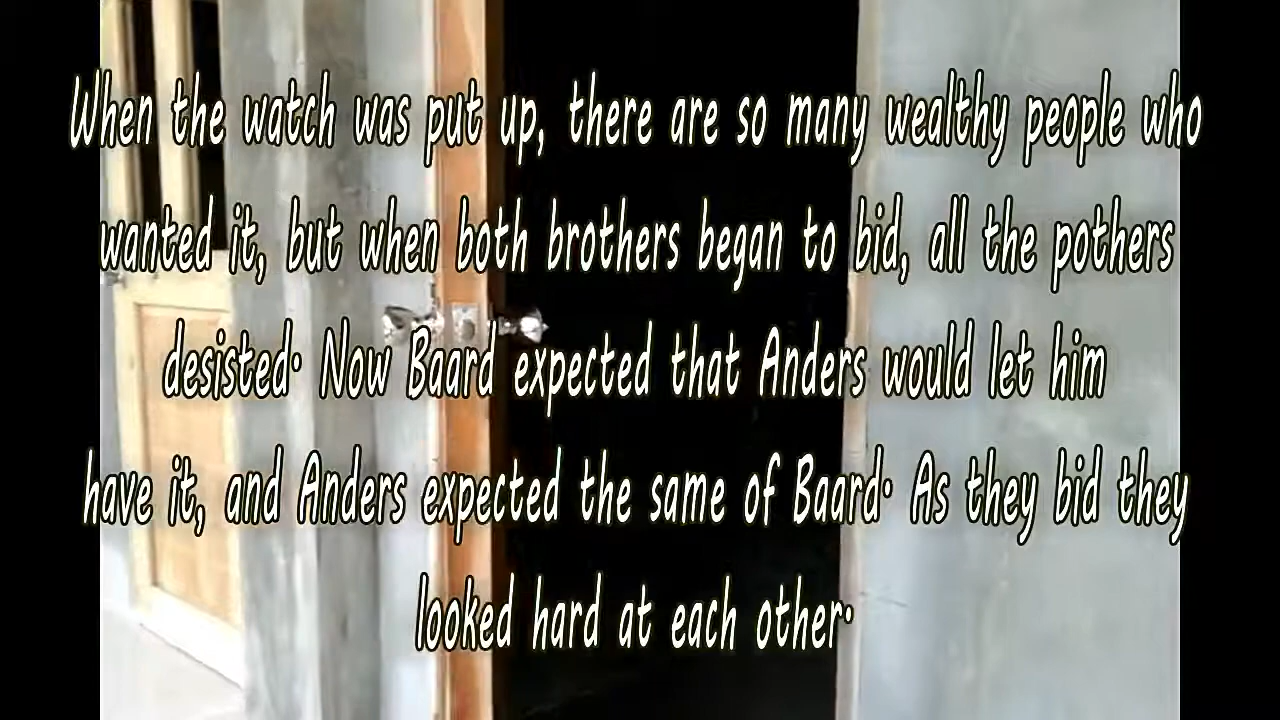 When the watch was put up, there are so many wealthy people who
wanted it, but when both brothers began to bid, all the pothers
desisted. Now Baard expected that Anders would let him
have it, and Anders expected the same of Baard. As they bid they
looked hard at each other.